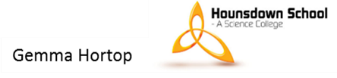 Hounsdown School
- A Science College
Gemma Hortop